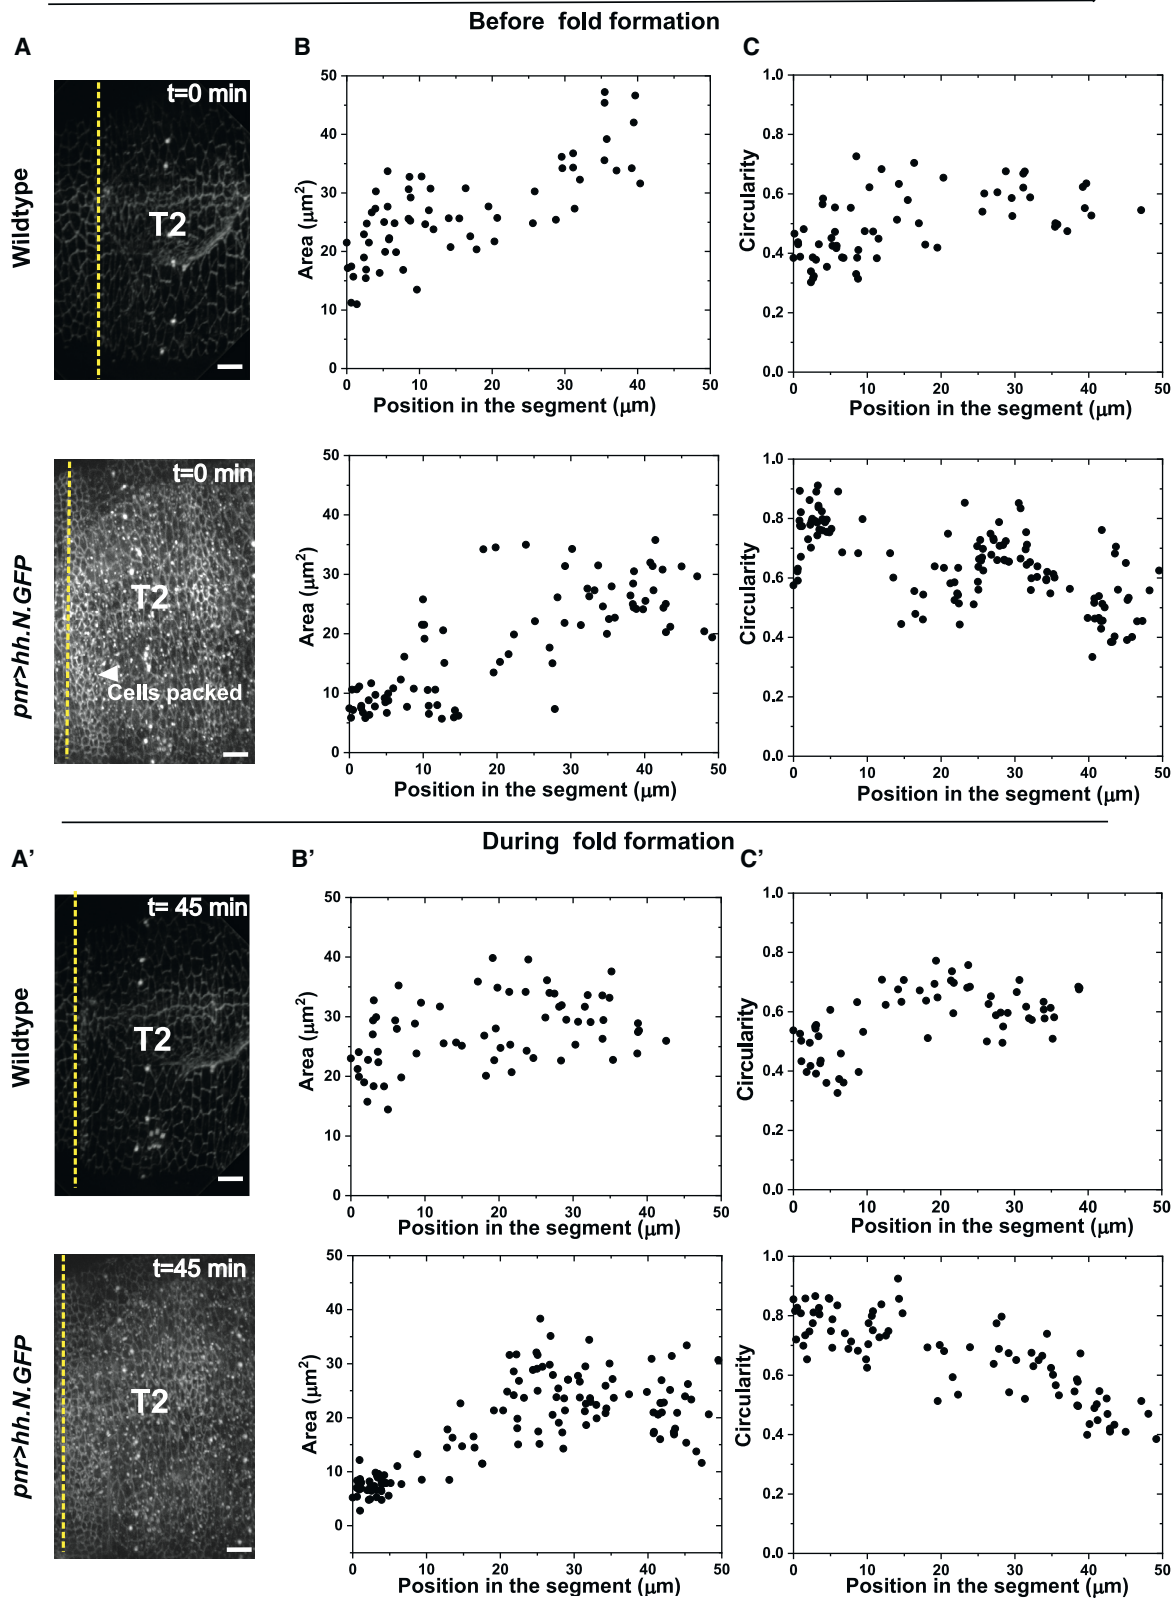 Before fold formation
A
B
C
Wildtype
t=0 min
T2
50
40
30
20
10
0
Area (μm²)
0 10 20 30 40 50
Position in the segment (μm)
1.0
0.8
0.6
0.4
0.2
0.0
Circularity
0 10 20 30 40 50
Position in the segment (μm)
pnr>hh.N.GFP
t=0 min
T2
Cells packed
50
40
30
20
10
0
Area (μm²)
0 10 20 30 40 50
Position in the segment (μm)
1.0
0.8
0.6
0.4
0.2
0.0
Circularity
0 10 20 30 40 50
Position in the segment (μm)
During fold formation
A'
B'
C'
Wildtype
t= 45 min
T2
50
40
30
20
10
0
Area (μm²)
0 10 20 30 40 50
Position in the segment (μm)
1.0
0.8
0.6
0.4
0.2
0.0
Circularity
0 10 20 30 40 50
Position in the segment (μm)
pnr>hh.N.GFP
t=45 min
T2
50
40
30
20
10
0
Area (μm²)
0 10 20 30 40 50
Position in the segment (μm)
1.0
0.8
0.6
0.4
0.2
0.0
Circularity
0 10 20 30 40 50
Position in the segment (μm)